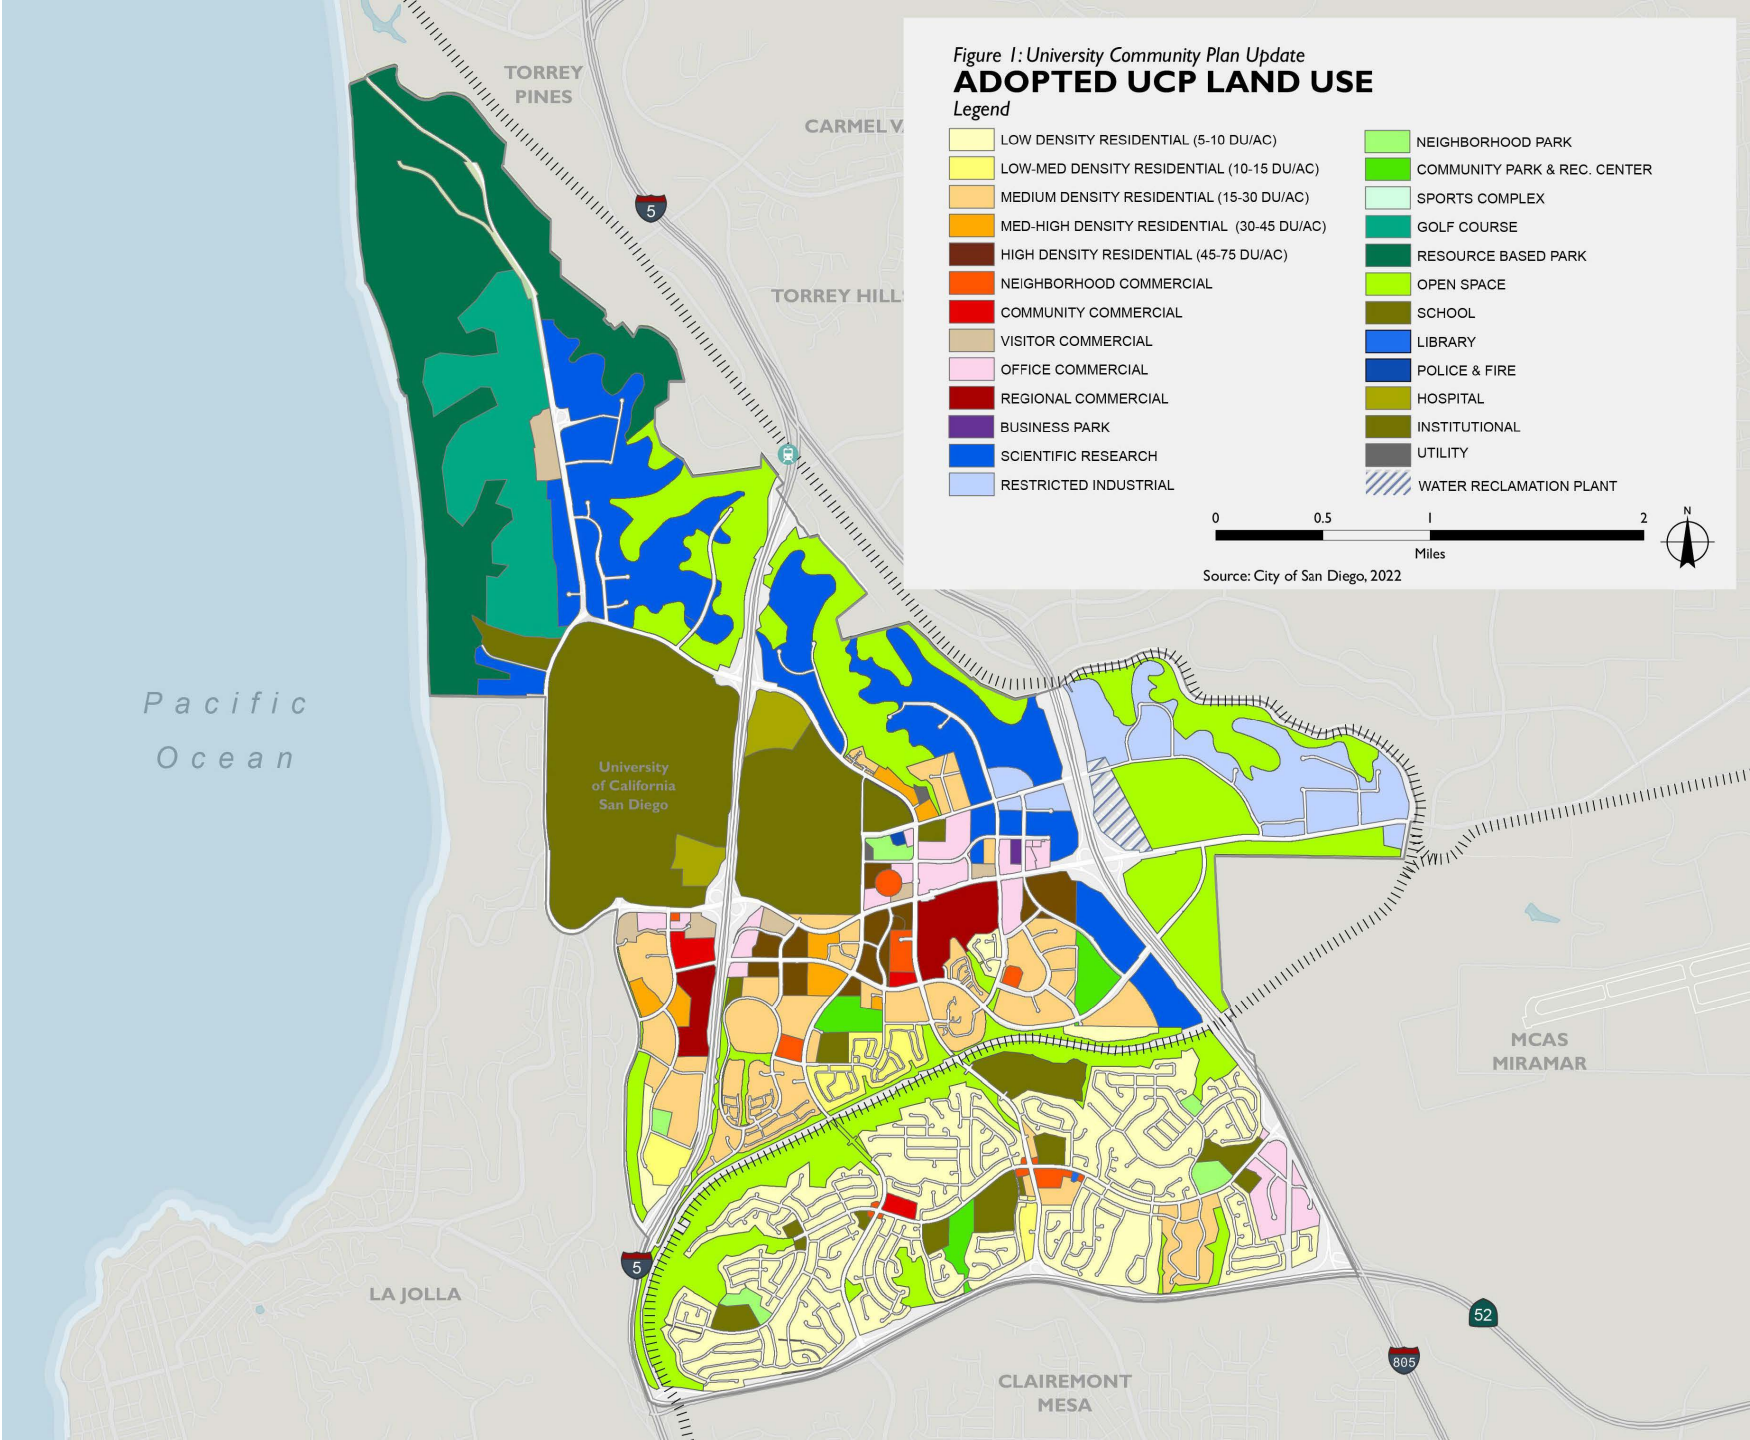 TORREY
PINES
CARMEL V
5
TORREY HILL
Figure 1: University Community Plan Update
ADOPTED UCP LAND USE
Legend
LOW DENSITY RESIDENTIAL (5-10 DU/AC)
LOW-MED DENSITY RESIDENTIAL (10-15 DU/AC)
MEDIUM DENSITY RESIDENTIAL (15-30 DU/AC)
MED-HIGH DENSITY RESIDENTIAL (30-45 DU/AC)
HIGH DENSITY RESIDENTIAL (45-75 DU/AC)
NEIGHBORHOOD COMMERCIAL
COMMUNITY COMMERCIAL
VISITOR COMMERCIAL
OFFICE COMMERCIAL
REGIONAL COMMERCIAL
BUSINESS PARK
SCIENTIFIC RESEARCH
RESTRICTED INDUSTRIAL
NEIGHBORHOOD PARK
COMMUNITY PARK & REC. CENTER
SPORTS COMPLEX
GOLF COURSE
RESOURCE BASED PARK
OPEN SPACE
SCHOOL
LIBRARY
POLICE & FIRE
HOSPITAL
INSTITUTIONAL
UTILITY
WATER RECLAMATION PLANT
0 0.5 1 2
Miles
N
Source: City of San Diego, 2022
Pacific
Ocean
University
of California
San Diego
MCAS
MIRAMAR
5
LA JOLLA
52
805
CLAIREMONT
MESA